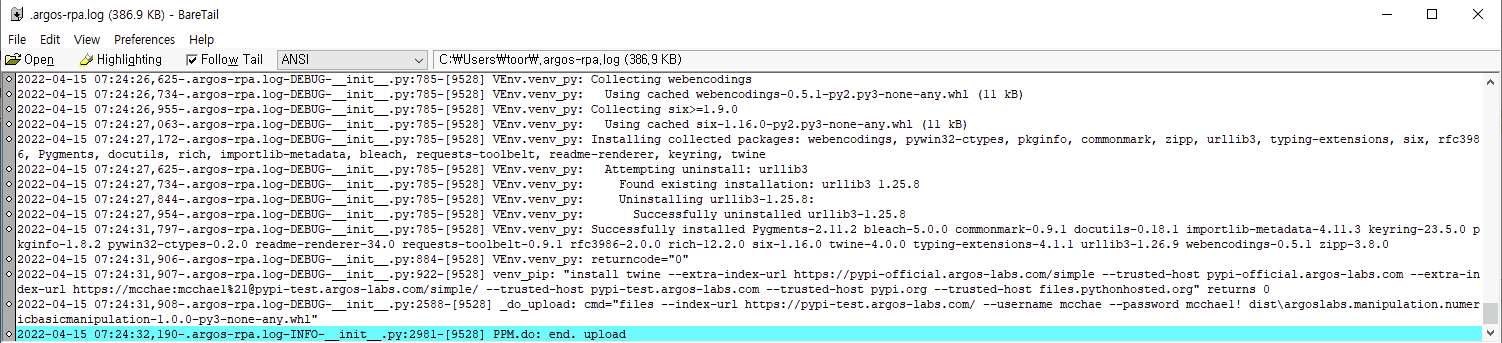 .argos-rpa.log (386.9 KB) - BareTail
File Edit View Preferences Help
Open Highlighting Follow Tail ANSI C:₩Users₩toor₩.argos-rpa.log (386,9 KB)
2022-04-15 07:24:26,625-.argos-rpa.log-DEBUG-__init__.py:785-[9528] VEnv.venv_py: Collecting webencodings
2022-04-15 07:24:26,734-.argos-rpa.log-DEBUG-__init__.py:785-[9528] VEnv.venv_py:   Using cached webencodings-0.5.1-py2.py3-none-any.whl (11 kB)
2022-04-15 07:24:26,955-.argos-rpa.log-DEBUG-__init__.py:785-[9528] VEnv.venv_py: Collecting six>=1.9.0
2022-04-15 07:24:27,063-.argos-rpa.log-DEBUG-__init__.py:785-[9528] VEnv.venv_py:   Using cached six-1.16.0-py2.py3-none-any.whl (11 kB)
2022-04-15 07:24:27,172-.argos-rpa.log-DEBUG-__init__.py:785-[9528] VEnv.venv_py: Installing collected packages: webencodings, pywin32-ctypes, pkginfo, commonmark, zipp, urllib3, typing-extensions, six, rfc398
6, Pygments, docutils, rich, importlib-metadata, bleach, requests-toolbelt, readme-renderer, keyring, twine
2022-04-15 07:24:27,625-.argos-rpa.log-DEBUG-__init__.py:785-[9528] VEnv.venv_py:   Attempting uninstall: urllib3
2022-04-15 07:24:27,734-.argos-rpa.log-DEBUG-__init__.py:785-[9528] VEnv.venv_py:     Found existing installation: urllib3 1.25.8
2022-04-15 07:24:27,844-.argos-rpa.log-DEBUG-__init__.py:785-[9528] VEnv.venv_py:     Uninstalling urllib3-1.25.8:
2022-04-15 07:24:27,954-.argos-rpa.log-DEBUG-__init__.py:785-[9528] VEnv.venv_py:       Successfully uninstalled urllib3-1.25.8
2022-04-15 07:24:31,797-.argos-rpa.log-DEBUG-__init__.py:785-[9528] VEnv.venv_py: Successfully installed Pygments-2.11.2 bleach-5.0.0 commonmark-0.9.1 docutils-0.18.1 importlib-metadata-4.11.3 keyring-23.5.0 p
kginfo-1.8.2 pywin32-ctypes-0.2.0 readme-renderer-34.0 requests-toolbelt-0.9.1 rfc3986-2.0.0 rich-12.2.0 six-1.16.0 twine-4.0.0 typing-extensions-4.1.1 urllib3-1.26.9 webencodings-0.5.1 zipp-3.8.0
2022-04-15 07:24:31,906-.argos-rpa.log-DEBUG-__init__.py:884-[9528] VEnv.venv_py: returncode="0"
2022-04-15 07:24:31,907-.argos-rpa.log-DEBUG-__init__.py:922-[9528] venv_pip: "install twine --extra-index-url https://pypi-official.argos-labs.com/simple --trusted-host pypi-official.argos-labs.com --extra-in
dex-url https://mcchae:mcchael%21@pypi-test.argos-labs.com/simple/ --trusted-host pypi-test.argos-labs.com --trusted-host pypi.org --trusted-host files.pythonhosted.org" returns 0
2022-04-15 07:24:31,908-.argos-rpa.log-DEBUG-__init__.py:2588-[9528] _do_upload: cmd="files --index-url https://pypi-test.argos-labs.com/ --username mcchae --password mcchael! dist\argoslabs.manipulation.numer
icbasicmanipulation-1.0.0-py3-none-any.whl"
2022-04-15 07:24:32,190-.argos-rpa.log-INFO-__init__.py:2981-[9528] PPM.do: end. upload